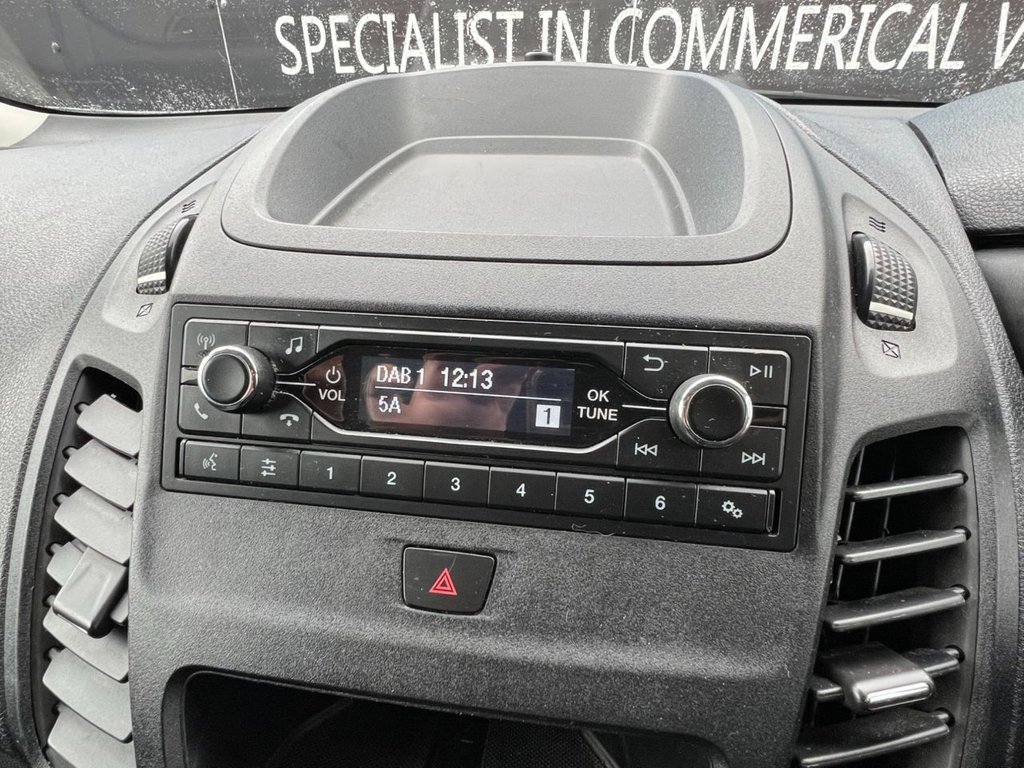 SPECIALIST IN COMMERICAL V
DAB 1 12:13
5A
1
VOL
OK
TUNE
1 2 3 4 5 6